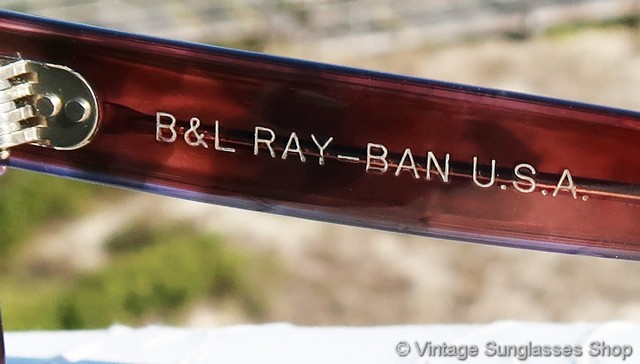 B&L RAY-BAN U.S.A.
© Vintage Sunglasses Shop